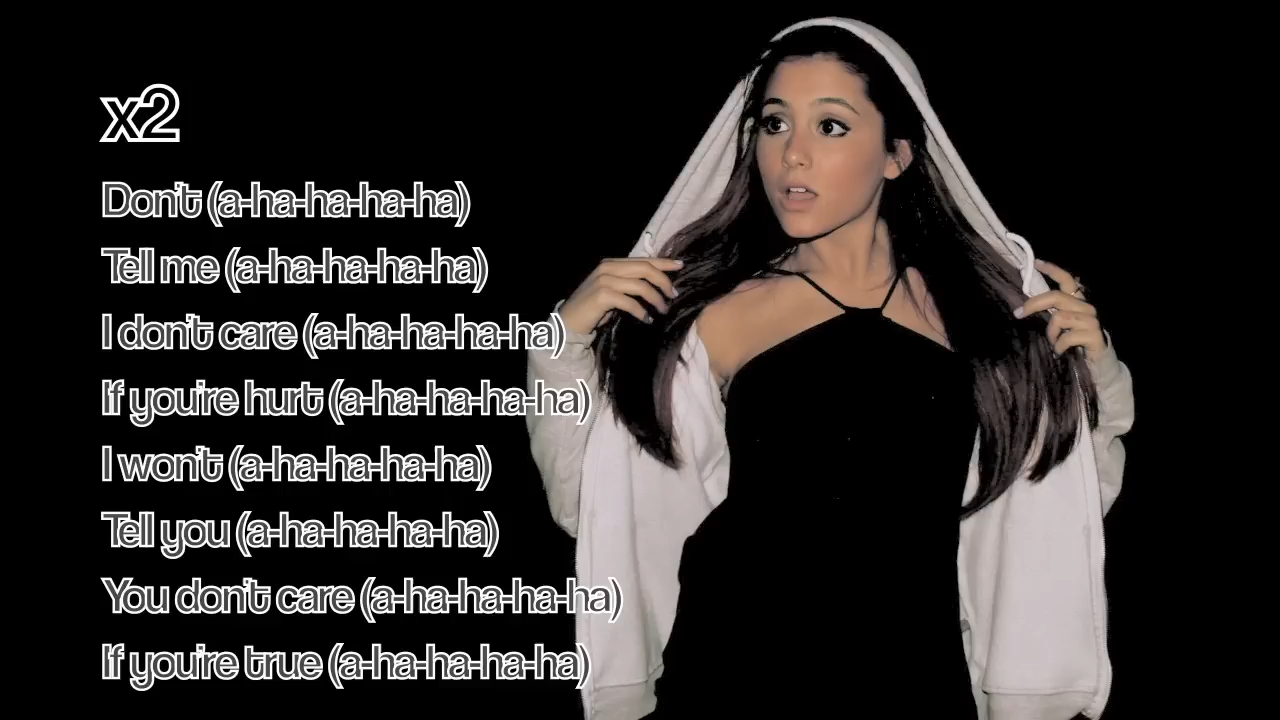 x2
Don't (a-ha-ha-ha-ha)
Tell me (a-ha-ha-ha-ha)
I don't care (a-ha-ha-ha-ha)
If you're hurt (a-ha-ha-ha-ha)
I won't (a-ha-ha-ha-ha)
Tell you (a-ha-ha-ha-ha)
You don't care (a-ha-ha-ha-ha)
If you're true (a-ha-ha-ha-ha)